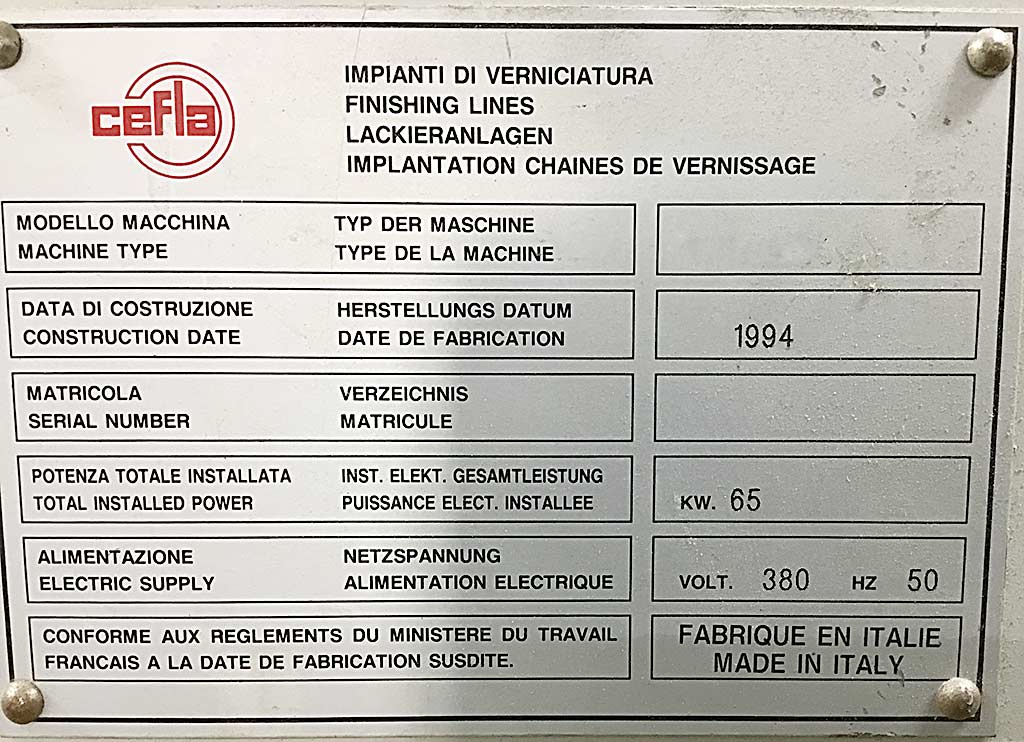 cefla
IMPIANTI DI VERNICIATURA
FINISHING LINES
LACKIERANLAGEN
IMPLANTATION CHAINES DE VERNISSAGE
MODELLO MACCHINA TYP DER MASCHINE
MACHINE TYPE TYPE DE LA MACHINE
DATA DI COSTRUZIONE HERSTELLUNGS DATUM
CONSTRUCTION DATE DATE DE FABRICATION 1994
MATRICOLA VERZEICHNIS
SERIAL NUMBER MATRICULE
POTENZA TOTALE INSTALLATA INST. ELEKT. GESAMTLEISTUNG
TOTAL INSTALLED POWER PUISSANCE ELECT. INSTALLEE KW. 65
ALIMENTAZIONE NETZSPANNUNG
ELECTRIC SUPPLY ALIMENTATION ELECTRIQUE VOLT. 380 HZ 50
CONFORME AUX REGLEMENTS DU MINISTERE DU TRAVAIL FABRIQUE EN ITALIE
FRANCAIS A LA DATE DE FABRICATION SUSDITE. MADE IN ITALY